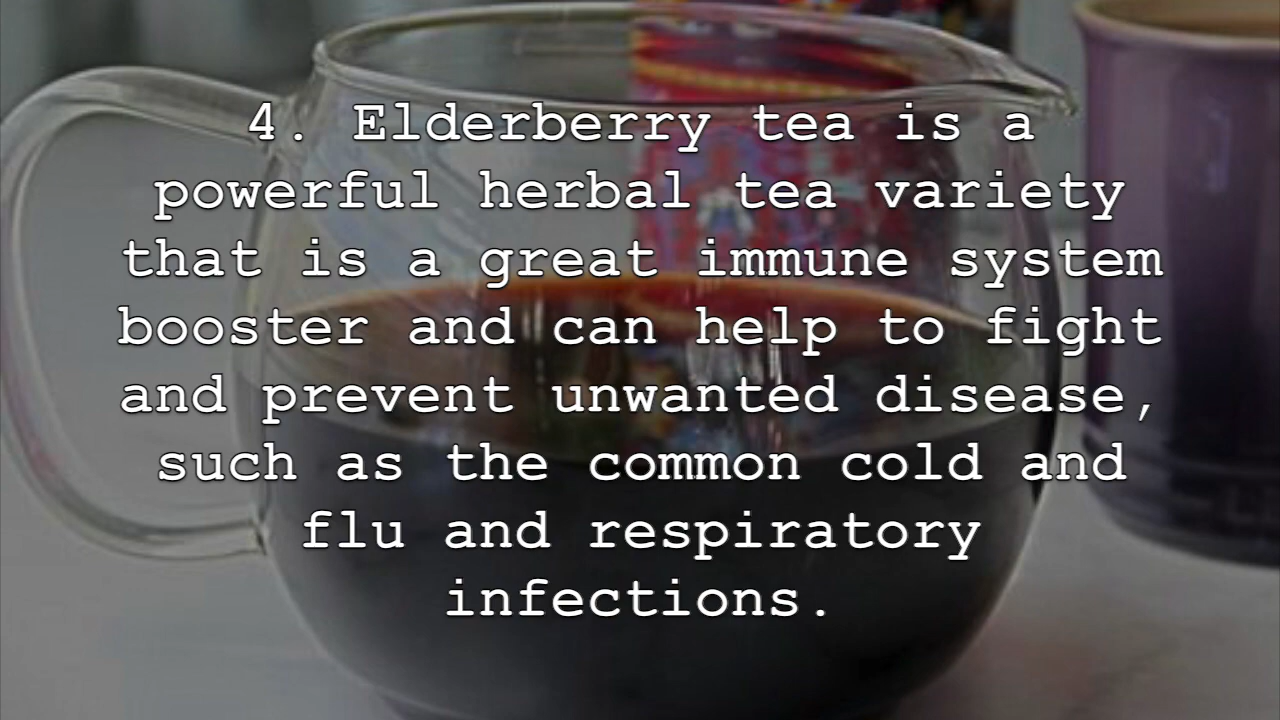 4. Elderberry tea is a
powerful herbal tea variety
that is a great immune system
booster and can help to fight
and prevent unwanted disease,
such as the common cold and
flu and respiratory
infections.